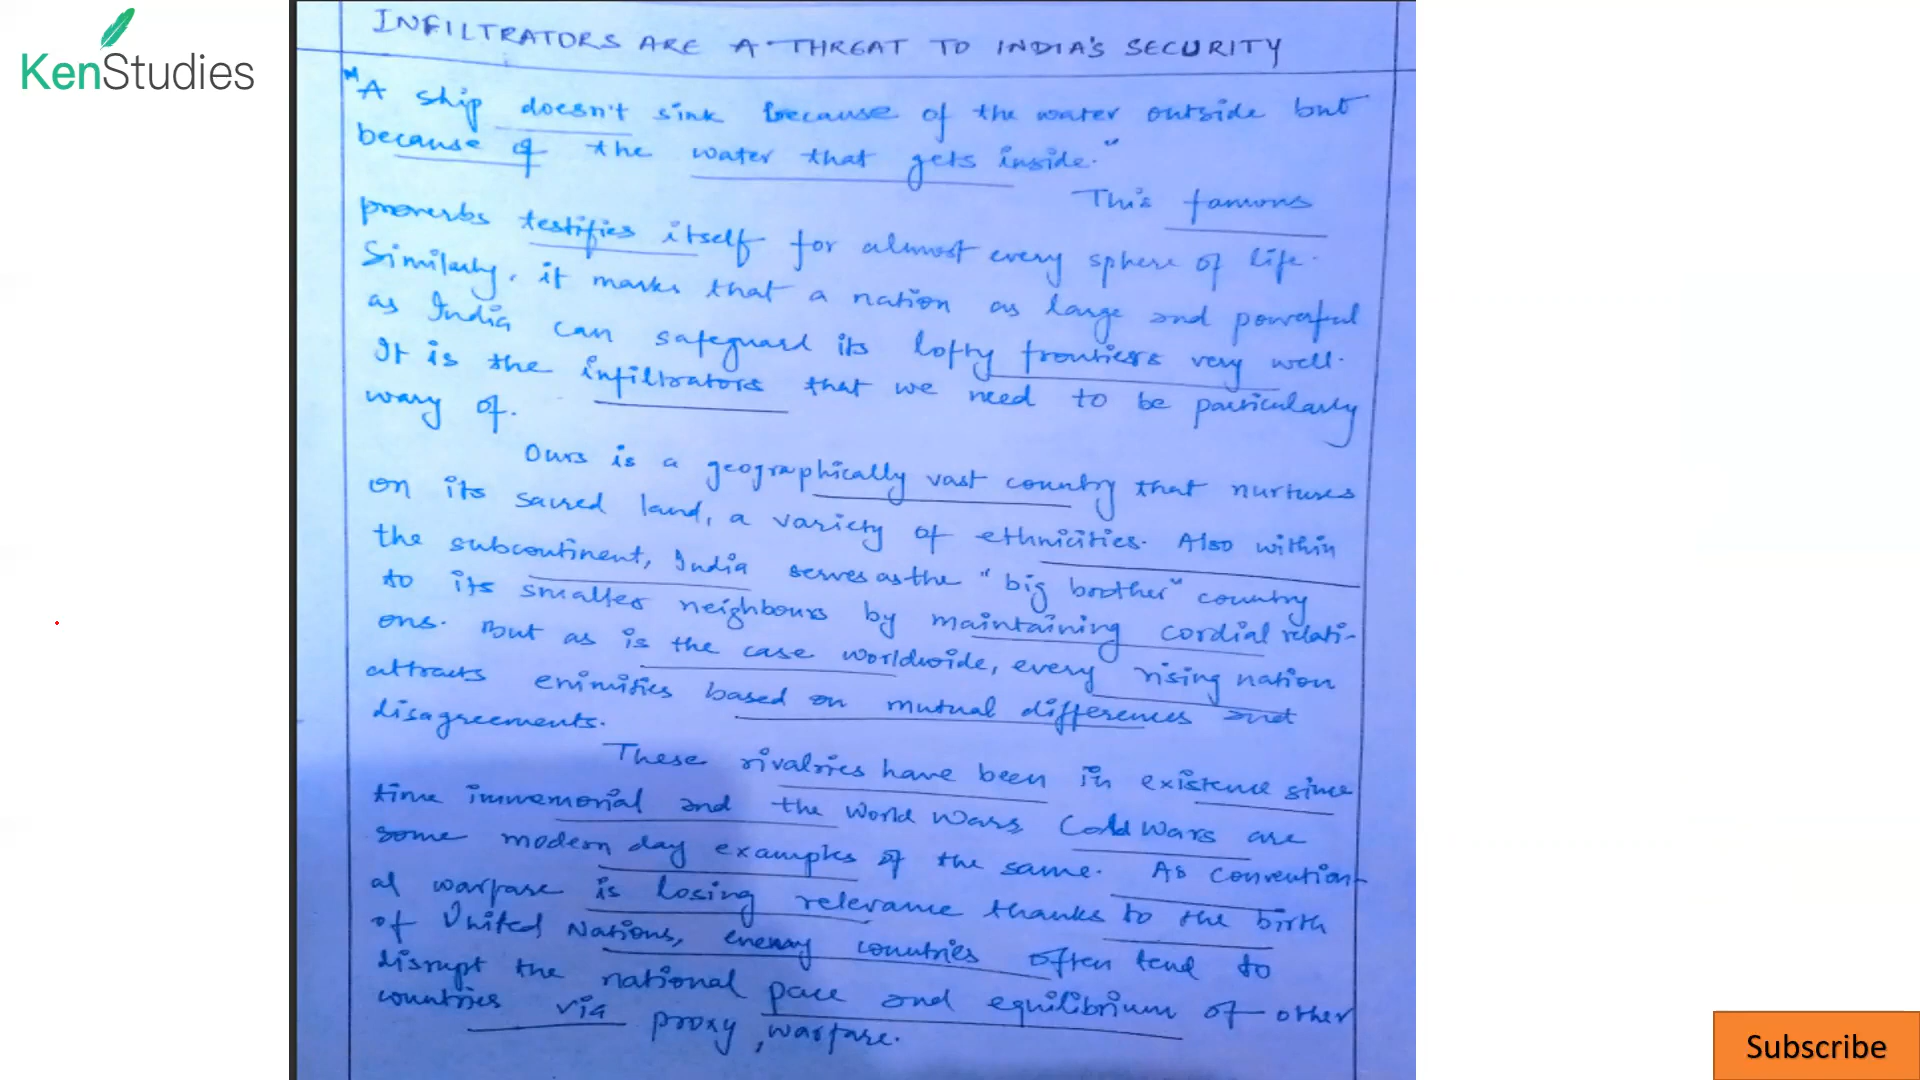 KenStudies
INFILTRATORS ARE A THREAT TO INDIA'S SECURITY
"A ship doesn't sink because of the water outside but
because of the water that gets inside."
This famous
proverbs testifies itself for almost every sphere of life.
Similarly, it marks that a nation as large and powerful
as India can safeguard its lofty frontiers very well.
It is the infiltrators that we need to be particularly
wary of.
Ours is a geographically vast country that nurtures
on its sacred land, a variety of ethnicities. Also within
the subcontinent, India serves as the "big brother" country
to its smaller neighbours by maintaining cordial relati-
ons. But as is the case worldwide, every rising nation
attracts enimities based on mutual differences and
disagreements.
These rivalries have been in existence since
time immemorial and the World Wars, Cold Wars are
some modern day examples of the same. As convention-
al warfare is losing relevance thanks to the birth
of United Nations, enemy countries often tend to
disrupt the national pace and equilibrium of other
countries via proxy warfare.
Subscribe